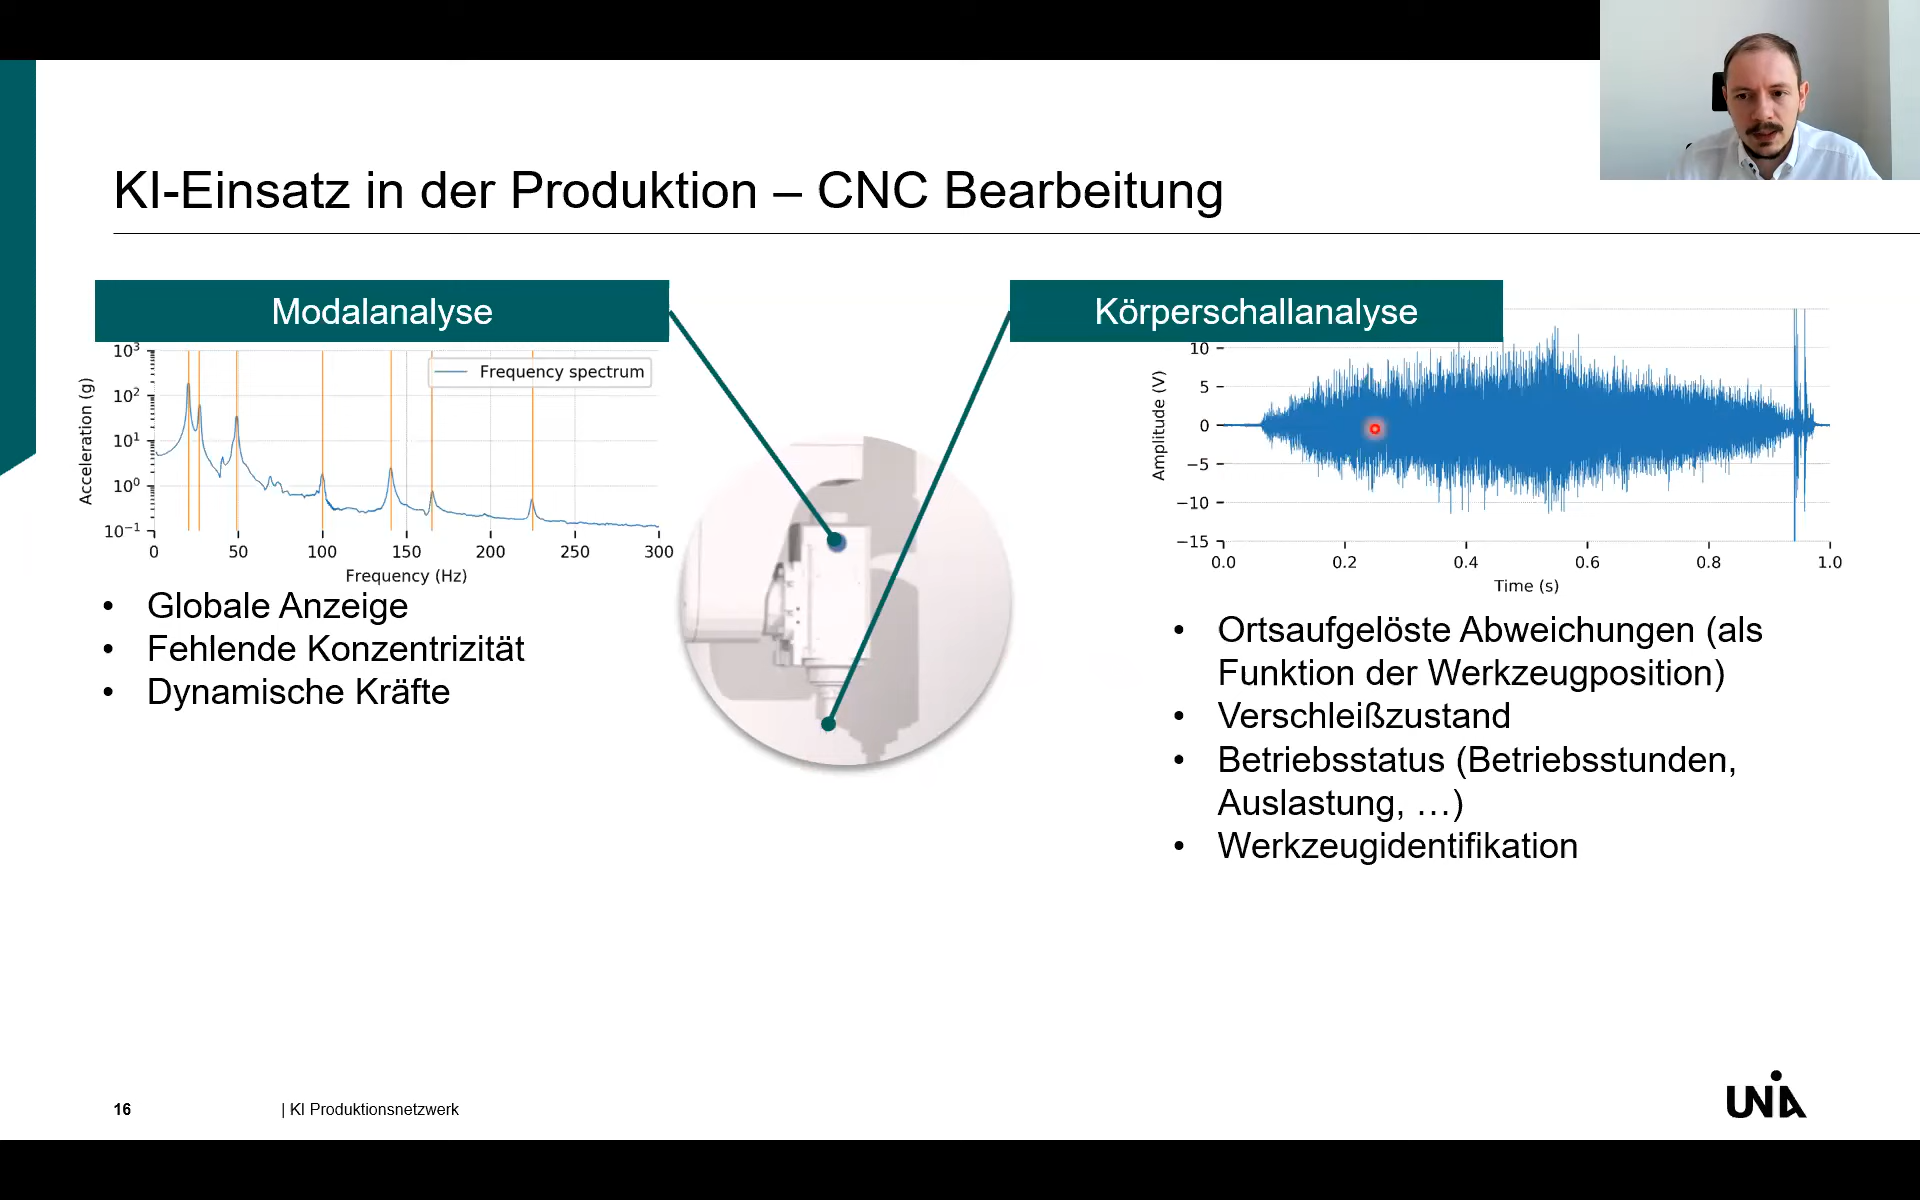 KI-Einsatz in der Produktion – CNC Bearbeitung
Modalanalyse
Körperschallanalyse
10³
10²
10¹
10⁰
10⁻¹
Acceleration (g)
Frequency spectrum
0 50 100 150 200 250 300
Frequency (Hz)
10
5
0
−5
−10
−15
Amplitude (V)
0.0 0.2 0.4 0.6 0.8 1.0
Time (s)
• Globale Anzeige
• Fehlende Konzentrizität
• Dynamische Kräfte
• Ortsaufgelöste Abweichungen (als
Funktion der Werkzeugposition)
• Verschleißzustand
• Betriebsstatus (Betriebsstunden,
Auslastung, …)
• Werkzeugidentifikation
16
| KI Produktionsnetzwerk
UNIA